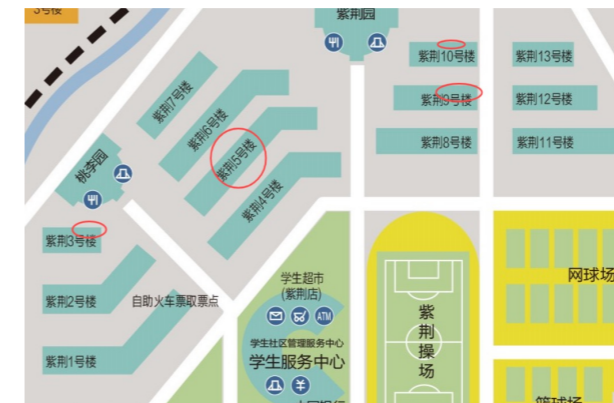 3号楼
紫荆园
紫荆10号楼
紫荆13号楼
紫荆7号楼
紫荆9号楼
紫荆12号楼
紫荆6号楼
紫荆5号楼
紫荆8号楼
紫荆11号楼
桃李园
紫荆4号楼
紫荆3号楼
学生超市
(紫荆店)
网球场
紫荆2号楼
自助火车票取票点
ATM
紫荆操场
学生社区管理服务中心
学生服务中心
紫荆1号楼
篮球场
中国银行